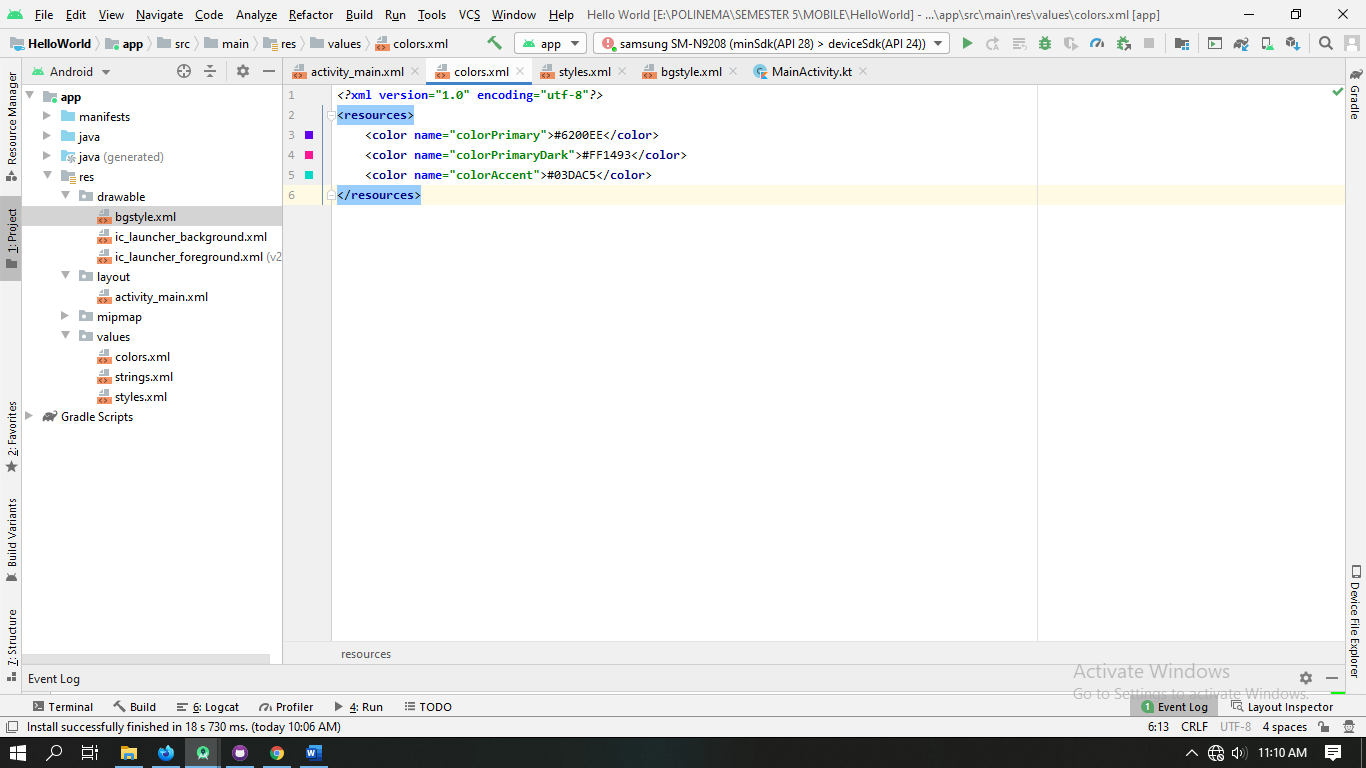 File Edit View Navigate Code Analyze Refactor Build Run Tools VCS Window Help Hello World [E:\POLINEMA\SEMESTER 5\MOBILE\HelloWorld] - ...\app\src\main\res\values\colors.xml [app]
HelloWorld app src main res values colors.xml app samsung SM-N9208 (minSdk(API 28) > deviceSdk(API 24))
Android activity_main.xml colors.xml styles.xml bgstyle.xml MainActivity.kt
Resource Manager
1: Project
2: Favorites
Build Variants
7: Structure
app
manifests
java
java (generated)
res
drawable
bgstyle.xml
ic_launcher_background.xml
ic_launcher_foreground.xml (v2
layout
activity_main.xml
mipmap
values
colors.xml
strings.xml
styles.xml
Gradle Scripts
1 <?xml version="1.0" encoding="utf-8"?>
2 <resources>
3 <color name="colorPrimary">#6200EE</color>
4 <color name="colorPrimaryDark">#FF1493</color>
5 <color name="colorAccent">#03DAC5</color>
6 </resources>
resources
Gradle
Device File Explorer
Event Log
Activate Windows
Go to Settings to activate Windows.
Terminal Build 6: Logcat Profiler 4: Run TODO 1 Event Log Layout Inspector
Install successfully finished in 18 s 730 ms. (today 10:06 AM) 6:13 CRLF UTF-8 4 spaces
11:10 AM